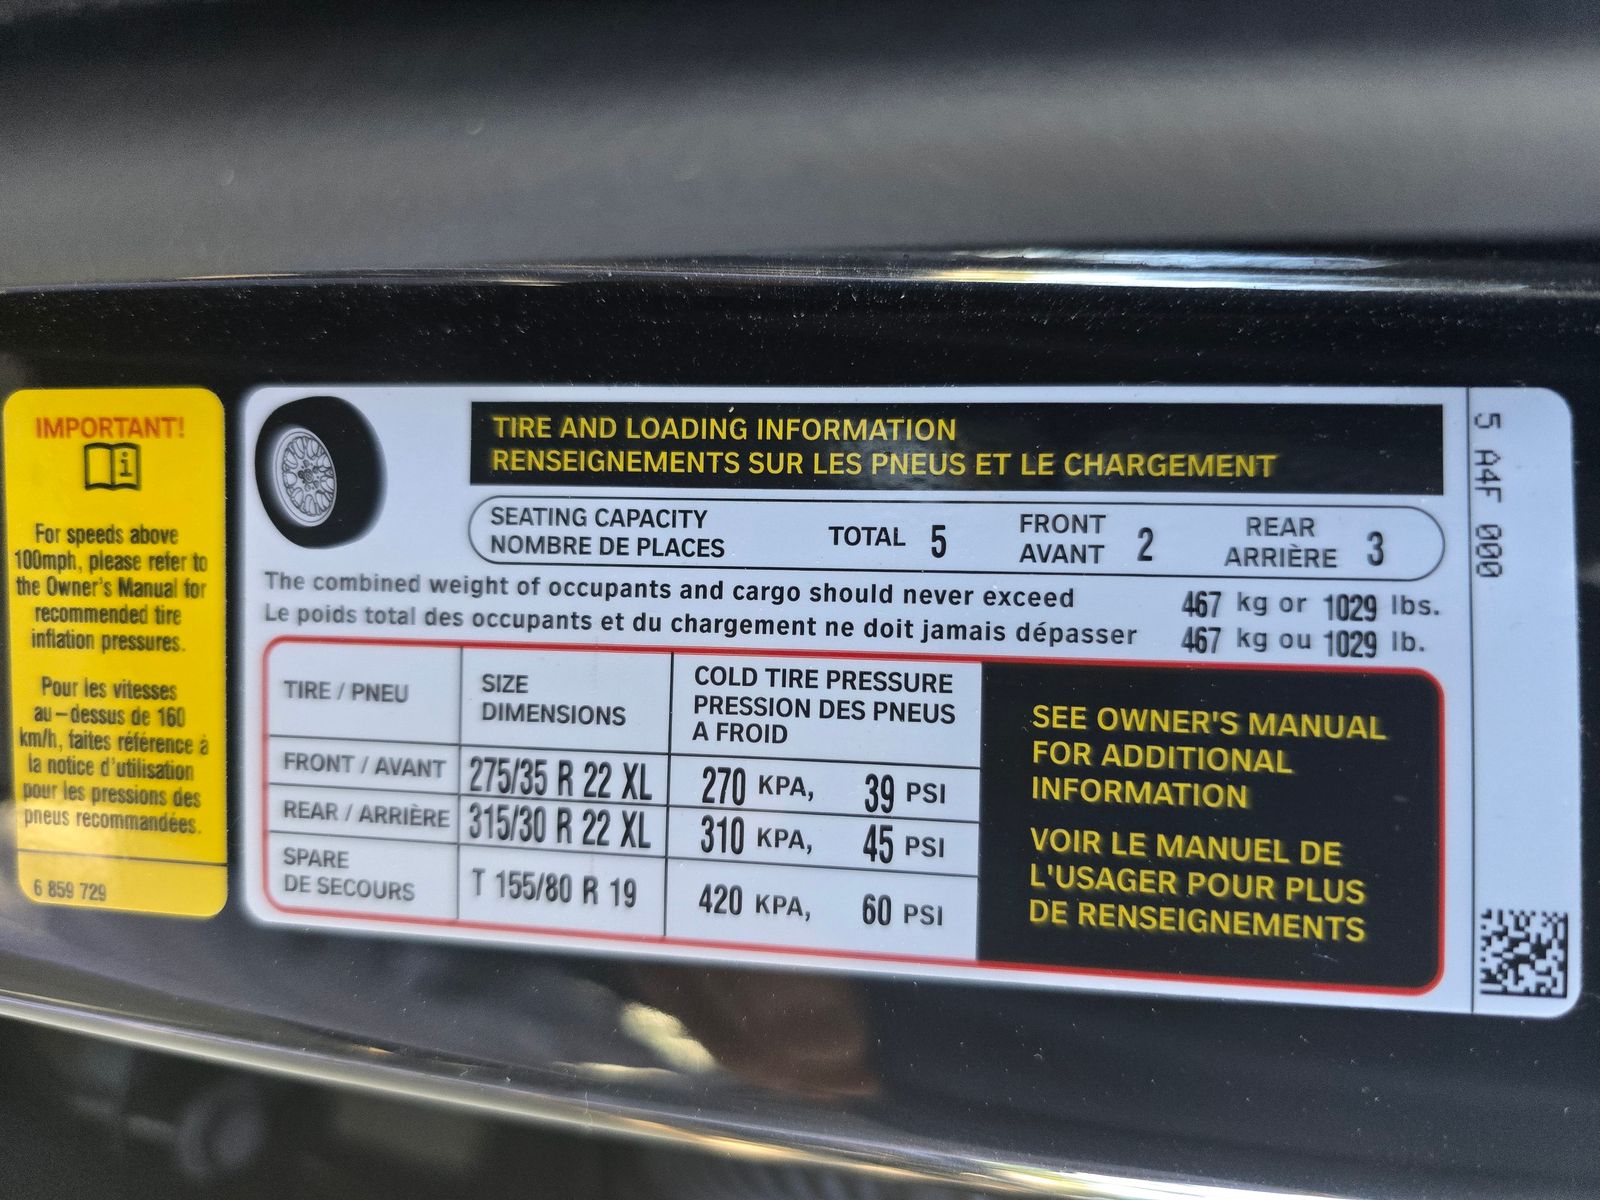 IMPORTANT!
For speeds above
100mph, please refer to
the Owner's Manual for
recommended tire
inflation pressures.
Pour les vitesses
au-dessus de 160
km/h, faites référence à
la notice d'utilisation
pour les pressions des
pneus recommandées.
6 859 729
TIRE AND LOADING INFORMATION
RENSEIGNEMENTS SUR LES PNEUS ET LE CHARGEMENT
SEATING CAPACITY
NOMBRE DE PLACES
TOTAL 5
FRONT
AVANT 2
REAR
ARRIÈRE 3
The combined weight of occupants and cargo should never exceed 467 kg or 1029 lbs.
Le poids total des occupants et du chargement ne doit jamais dépasser 467 kg ou 1029 lb.
TIRE / PNEU
SIZE
DIMENSIONS
COLD TIRE PRESSURE
PRESSION DES PNEUS
A FROID
FRONT / AVANT 275/35 R 22 XL 270 KPA, 39 PSI
REAR / ARRIÈRE 315/30 R 22 XL 310 KPA, 45 PSI
SPARE
DE SECOURS T 155/80 R 19 420 KPA, 60 PSI
SEE OWNER'S MANUAL
FOR ADDITIONAL
INFORMATION
VOIR LE MANUEL DE
L'USAGER POUR PLUS
DE RENSEIGNEMENTS
5 A4F 000